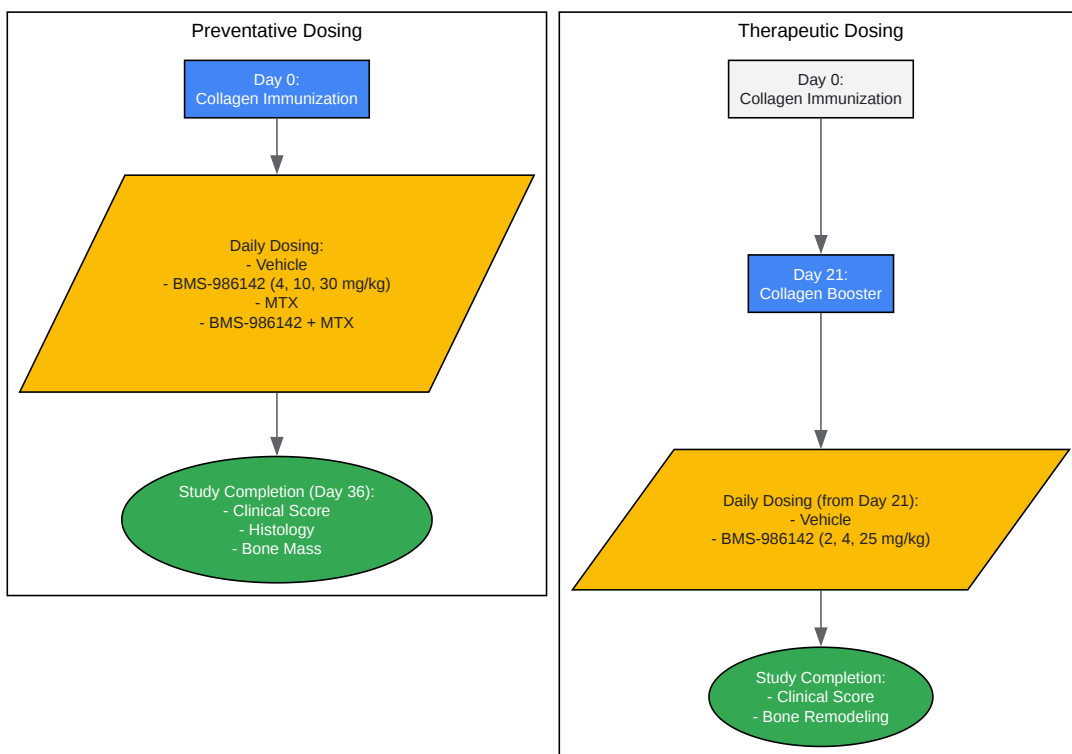 Preventative Dosing
Day 0:
Collagen Immunization
Daily Dosing:
- Vehicle
- BMS-986142 (4, 10, 30 mg/kg)
- MTX
- BMS-986142 + MTX
Study Completion (Day 36):
- Clinical Score
- Histology
- Bone Mass
Therapeutic Dosing
Day 0:
Collagen Immunization
Day 21:
Collagen Booster
Daily Dosing (from Day 21):
- Vehicle
- BMS-986142 (2, 4, 25 mg/kg)
Study Completion:
- Clinical Score
- Bone Remodeling